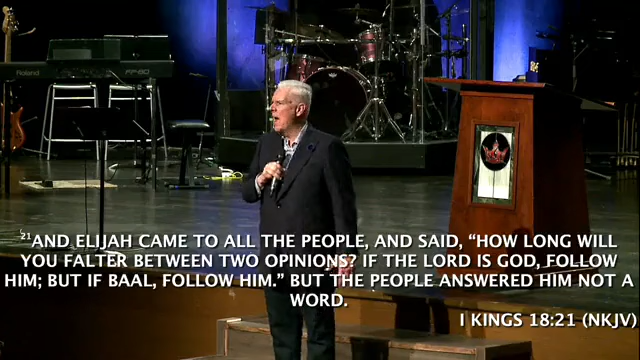 Roland
RD-60
²¹AND ELIJAH CAME TO ALL THE PEOPLE, AND SAID, “HOW LONG WILL
YOU FALTER BETWEEN TWO OPINIONS? IF THE LORD IS GOD, FOLLOW
HIM; BUT IF BAAL, FOLLOW HIM.” BUT THE PEOPLE ANSWERED HIM NOT A
WORD.
I KINGS 18:21 (NKJV)